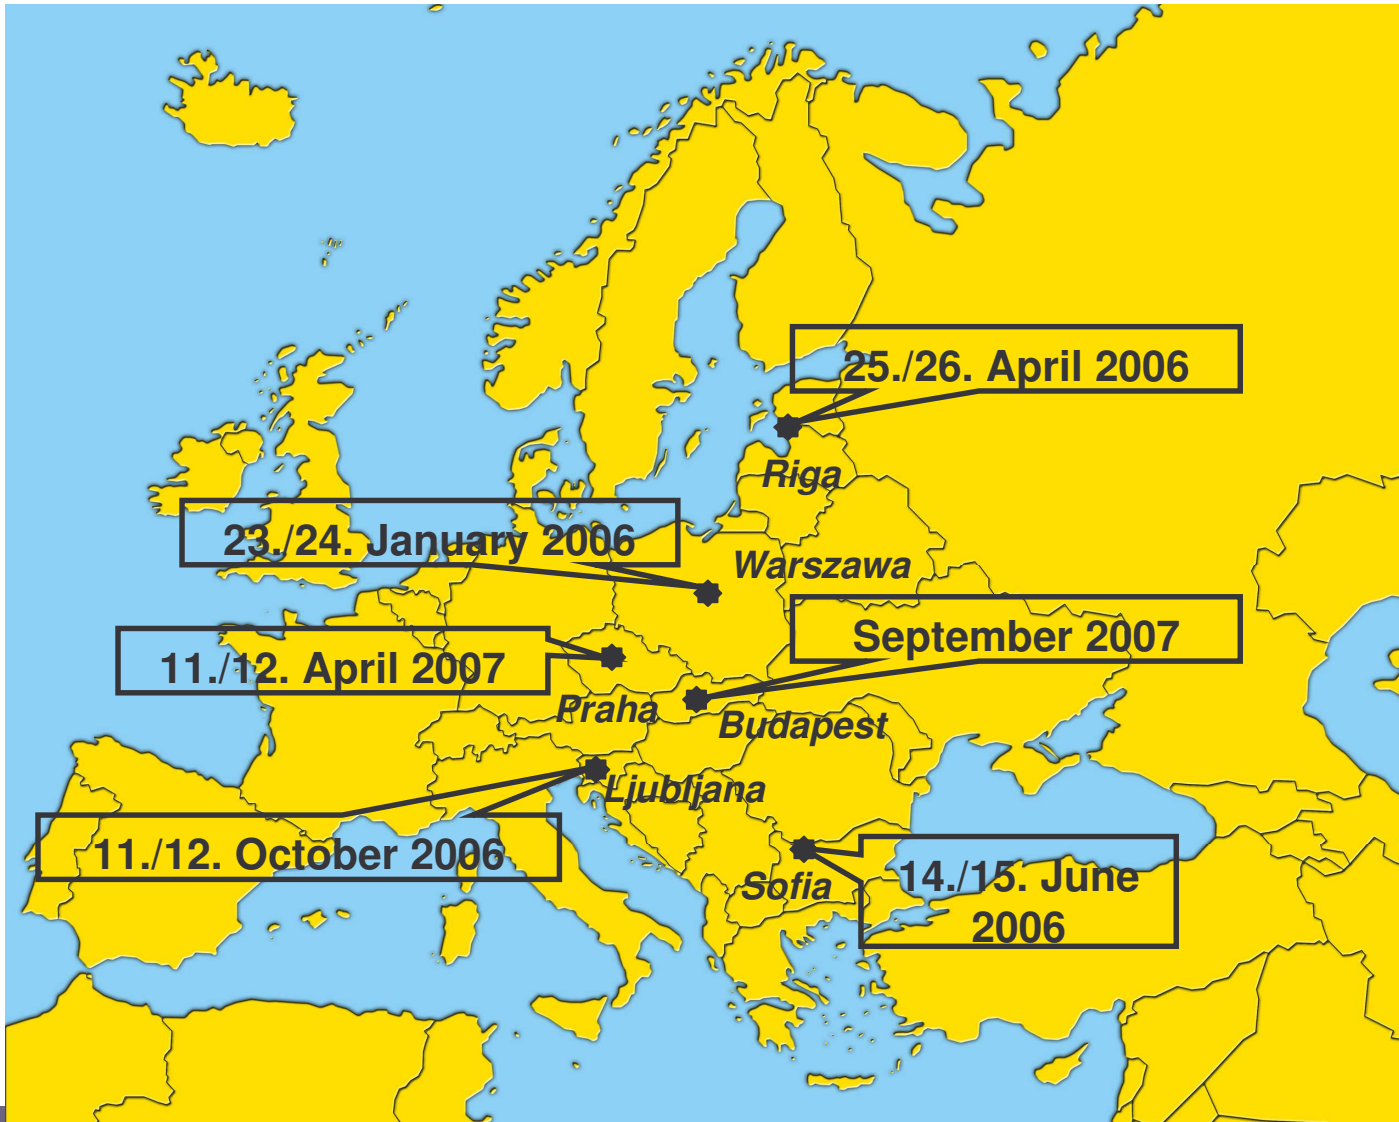 25./26. April 2006
Riga
23./24. January 2006
Warszawa
September 2007
11./12. April 2007
Praha
Budapest
Ljubljana
11./12. October 2006
Sofia
14./15. June
2006